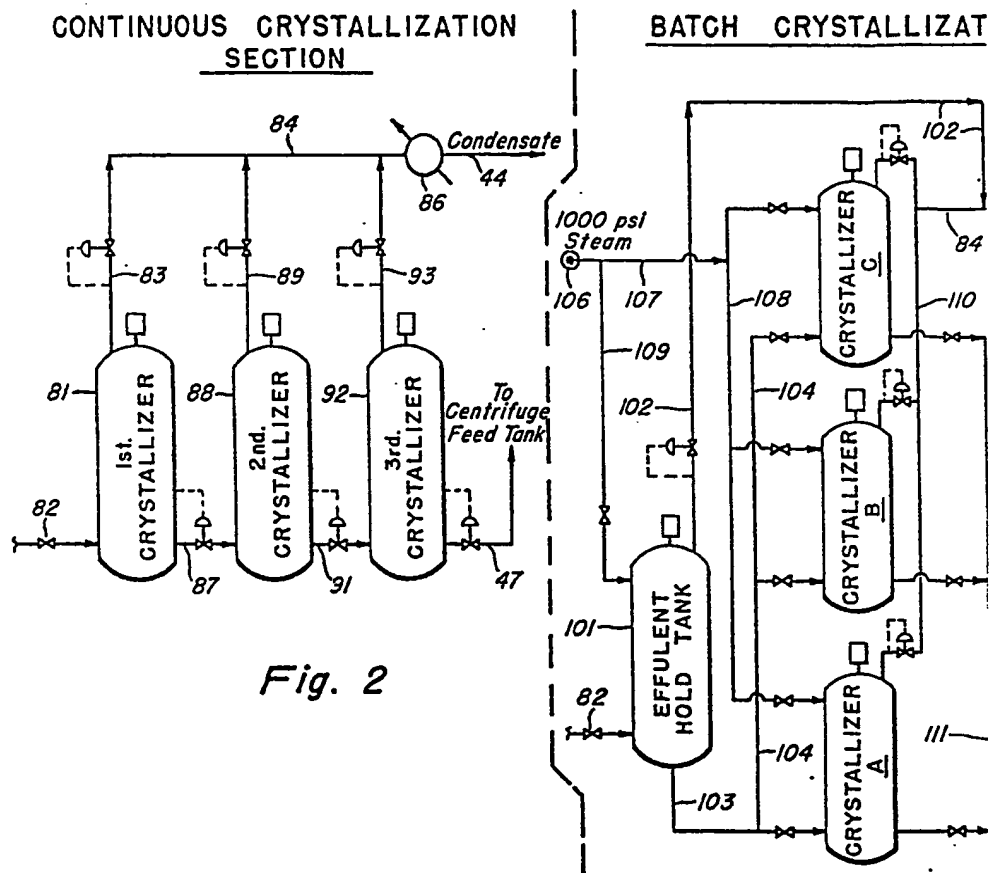 CONTINUOUS CRYSTALLIZATION
SECTION
84
Condensate
44
86
83
89
93
81
1st.
CRYSTALLIZER
88
2nd.
CRYSTALLIZER
92
3rd.
CRYSTALLIZER
To
Centrifuge
Feed Tank
82
87
91
47
Fig. 2
BATCH CRYSTALLIZAT
102
1000 psi
Steam
106
107
84
CRYSTALLIZER
C
108
110
109
102
104
CRYSTALLIZER
B
101
EFFULENT
HOLD TANK
82
103
104
CRYSTALLIZER
A
111